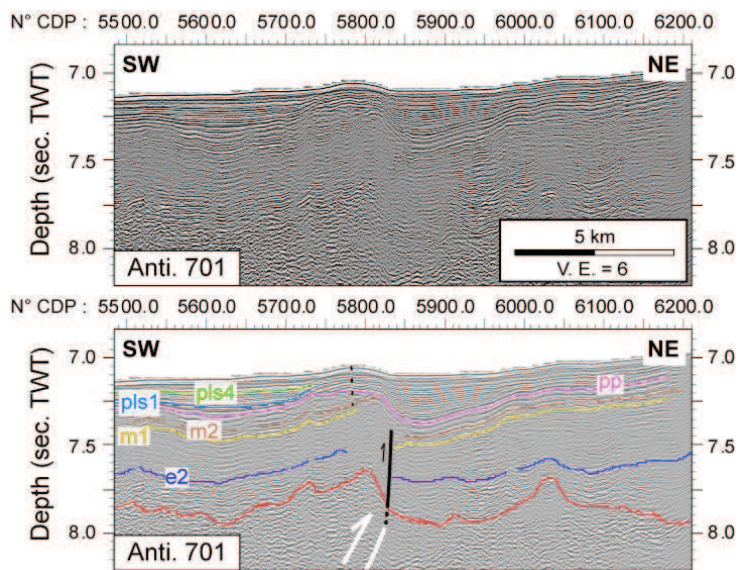 N° CDP : 5500.0 5600.0 5700.0 5800.0 5900.0 6000.0 6100.0 6200.0
SW NE
Depth (sec. TWT)
7.0 7.0
7.5 7.5
8.0 8.0
5 km
V. E. = 6
Anti. 701
N° CDP : 5500.0 5600.0 5700.0 5800.0 5900.0 6000.0 6100.0 6200.0
SW NE
Depth (sec. TWT)
7.0 7.0
pls4 pp
pls1
m1 m2
7.5 7.5
e2
8.0 8.0
Anti. 701